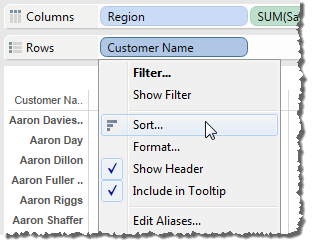 Columns Region SUM(Sa
Rows Customer Name
Filter...
Show Filter
Customer Na..
Sort...
Aaron Davies..
Aaron Day
Format...
Aaron Dillon
Show Header
Aaron Fuller ..
Include in Tooltip
Aaron Riggs
Aaron Shaffer
Edit Aliases...